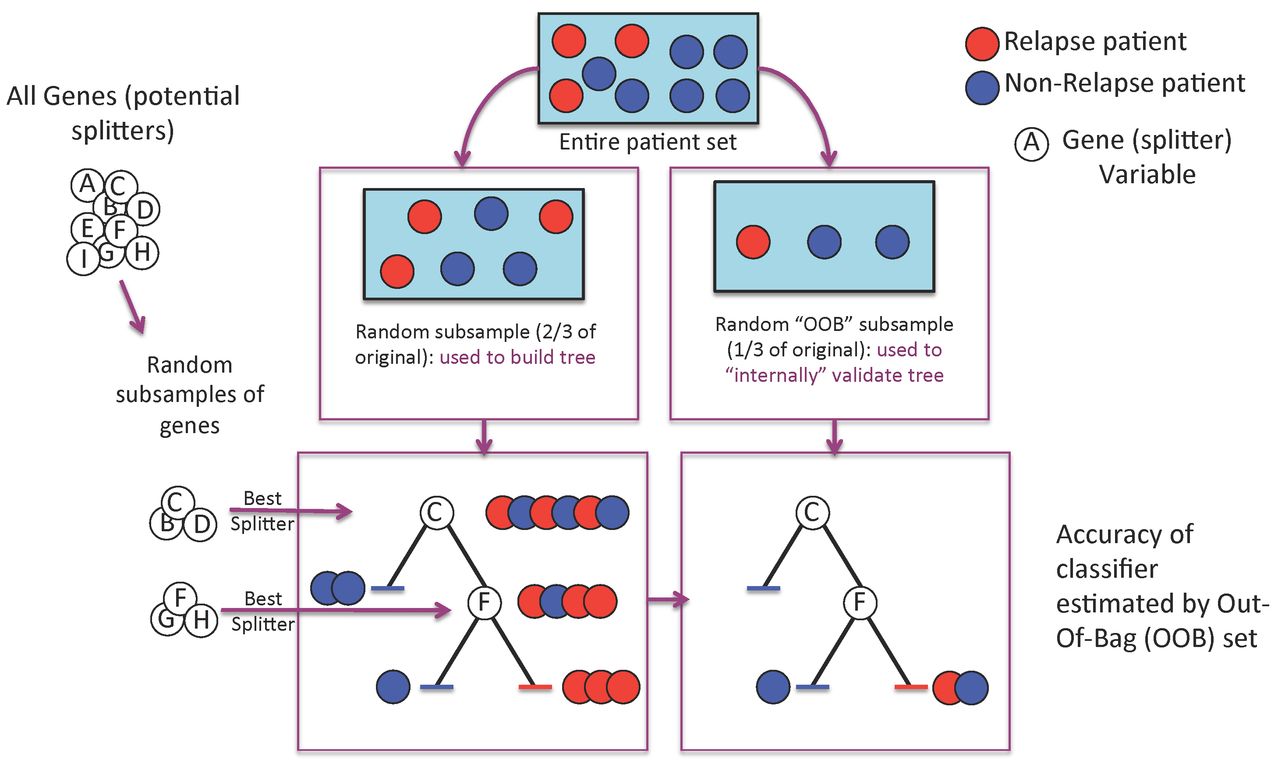 Relapse patient
Non-Relapse patient
A
Gene (splitter)
Variable
All Genes (potential
splitters)
A
C
B
D
E
F
I
G
H
Entire patient set
Random subsample (2/3 of
original): used to build tree
Random “OOB” subsample
(1/3 of original): used to
“internally” validate tree
Random
subsamples of
genes
C
B
D
Best
Splitter
F
G
H
Best
Splitter
C
F
C
F
Accuracy of
classifier
estimated by Out-
Of-Bag (OOB) set